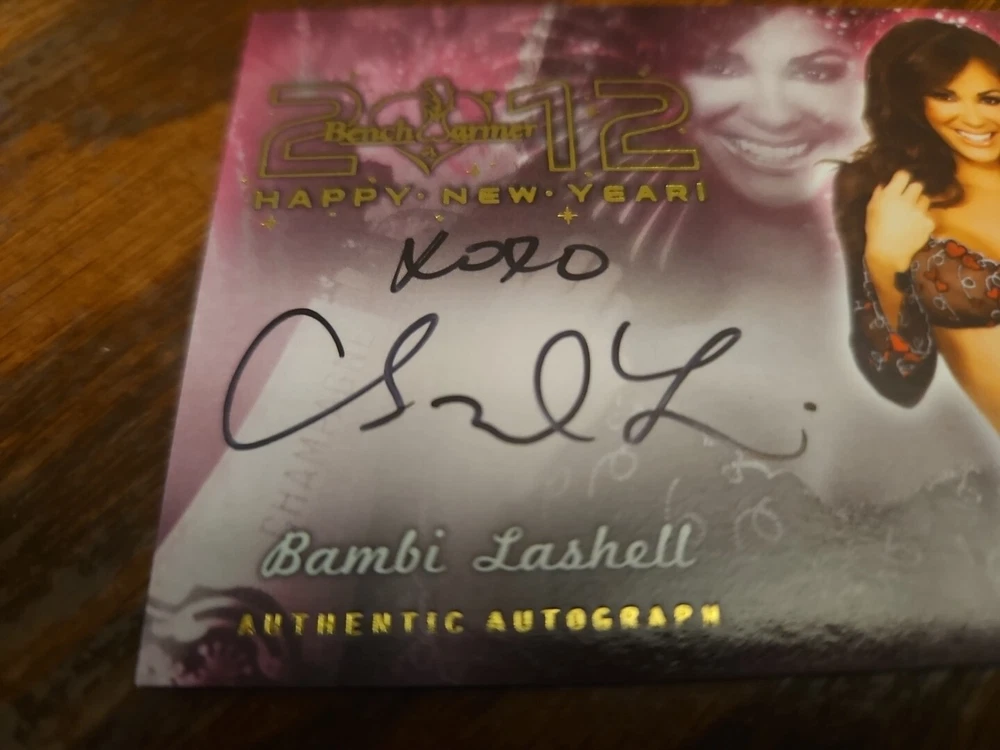 2012
BenchWarmer
HAPPY · NEW · YEAR!
XOXO
Bambi Lashell
AUTHENTIC AUTOGRAPH